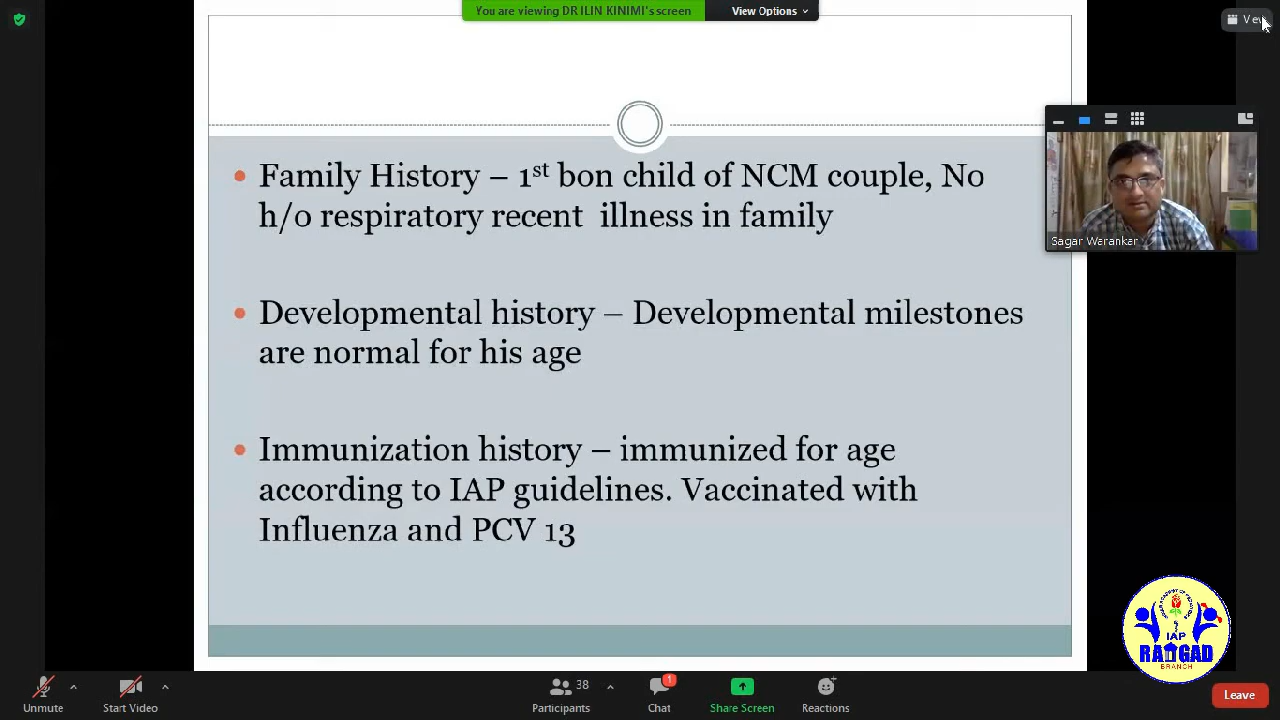 You are viewing DR ILIN KINIMI's screen
View Options
View
Family History – 1st bon child of NCM couple, No
h/o respiratory recent illness in family
Sagar Warankar
Developmental history – Developmental milestones
are normal for his age
Immunization history – immunized for age
according to IAP guidelines. Vaccinated with
Influenza and PCV 13
IAP
RAIGAD
BRANCH
38
1
Unmute
Start Video
Participants
Chat
Share Screen
Reactions
Leave